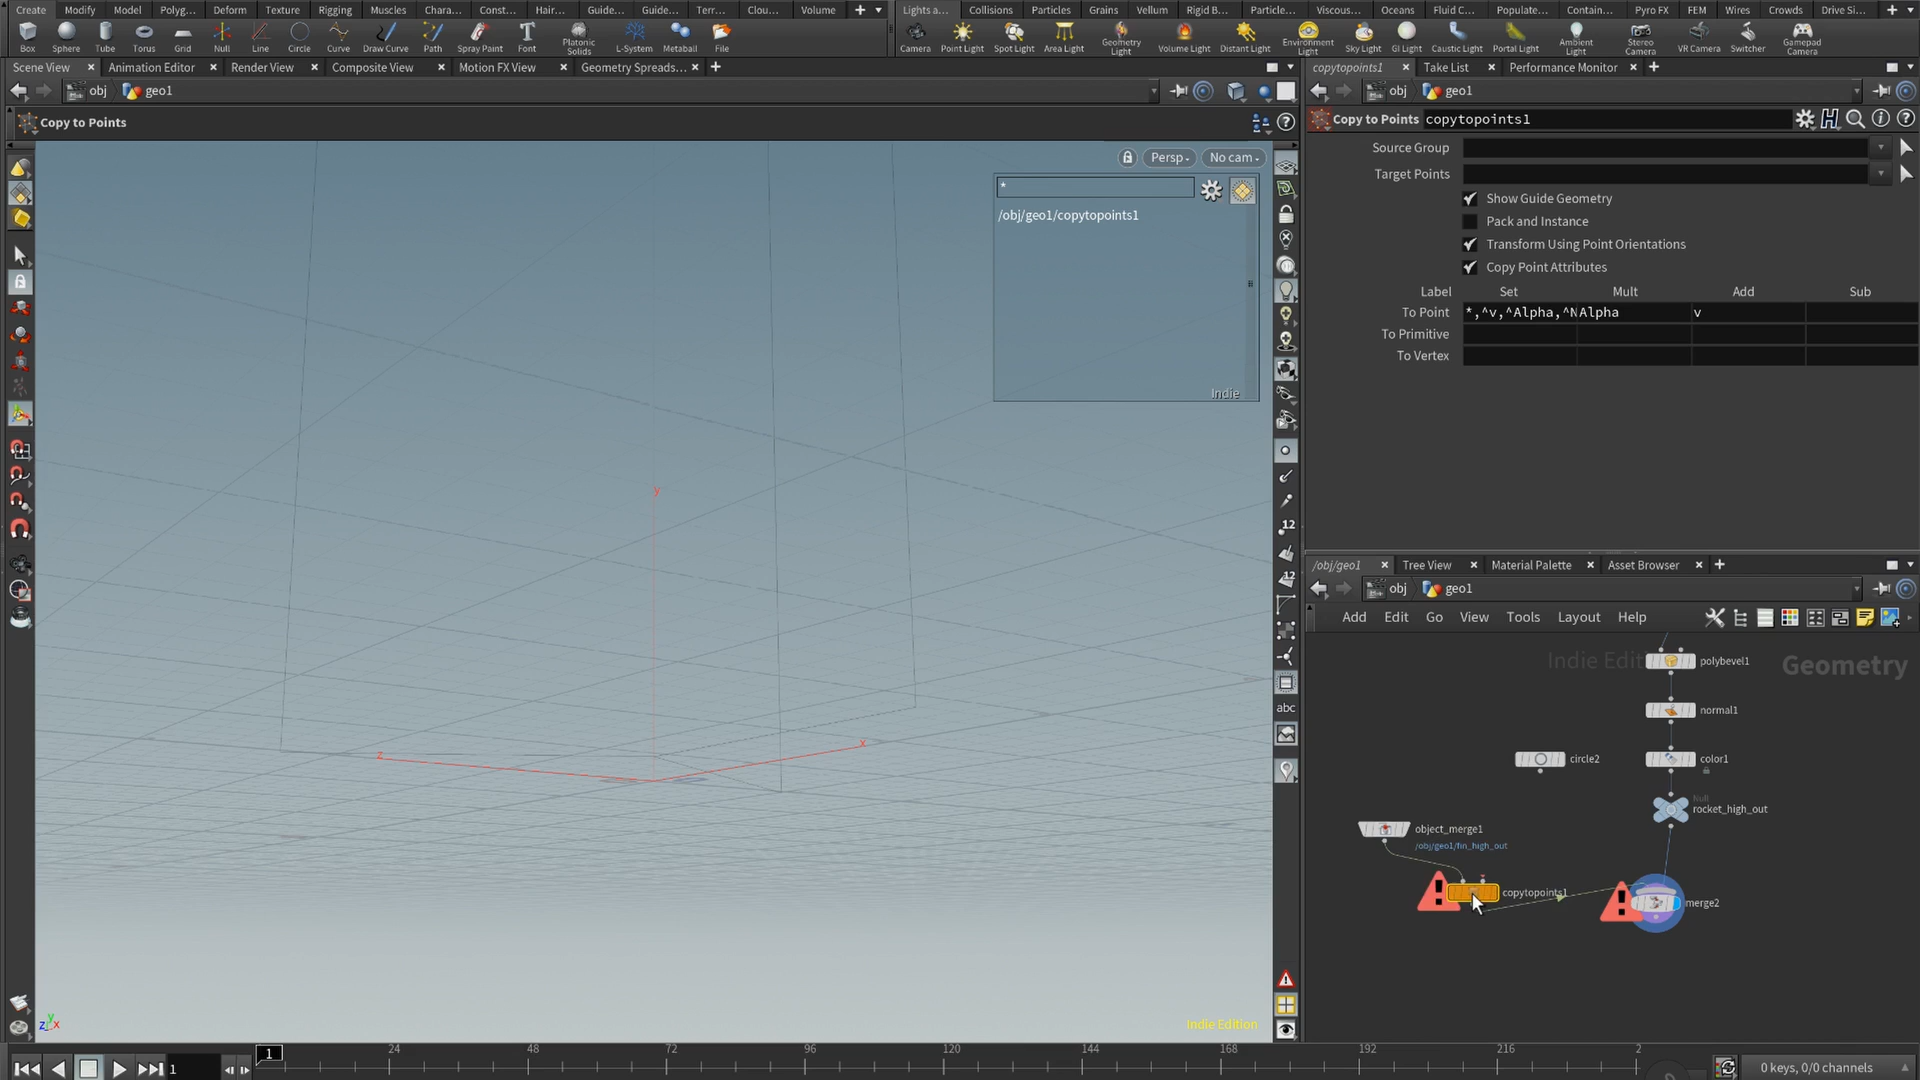 Create Modify Model Polyg... Deform Texture Rigging Muscles Chara... Const... Hair... Guide... Guide... Terr... Clou... Volume
Lights a... Collisions Particles Grains Vellum Rigid B... Particle... Viscous... Oceans Fluid C... Populate... Contain... Pyro FX FEM Wires Crowds Drive Si...
Box Sphere Tube Torus Grid Null Line Circle Curve Draw Curve Path Spray Paint Font Platonic Solids L-System Metaball File
Camera Point Light Spot Light Area Light Geometry Light Volume Light Distant Light Environment Light Sky Light GI Light Caustic Light Portal Light Ambient Light Stereo Camera VR Camera Switcher Gamepad Camera
Scene View Animation Editor Render View Composite View Motion FX View Geometry Spreads...
copytopoints1 Take List Performance Monitor
obj geo1
obj geo1
Copy to Points
Copy to Points copytopoints1
Persp No cam
*
/obj/geo1/copytopoints1
Indie
Source Group
Target Points
Show Guide Geometry
Pack and Instance
Transform Using Point Orientations
Copy Point Attributes
Label Set Mult Add Sub
To Point *,^v,^Alpha,^N Alpha v
To Primitive
To Vertex
y
z
x
12
12
abc
z y x
Indie Edition
/obj/geo1 Tree View Material Palette Asset Browser
obj geo1
Add Edit Go View Tools Layout Help
Indie Edit
Geometry
polybevel1
normal1
circle2
color1
Null
rocket_high_out
object_merge1
/obj/geo1/fin_high_out
copytopoints1
merge2
1 24 48 72 96 120 144 168 192 216 2
1
0 keys, 0/0 channels